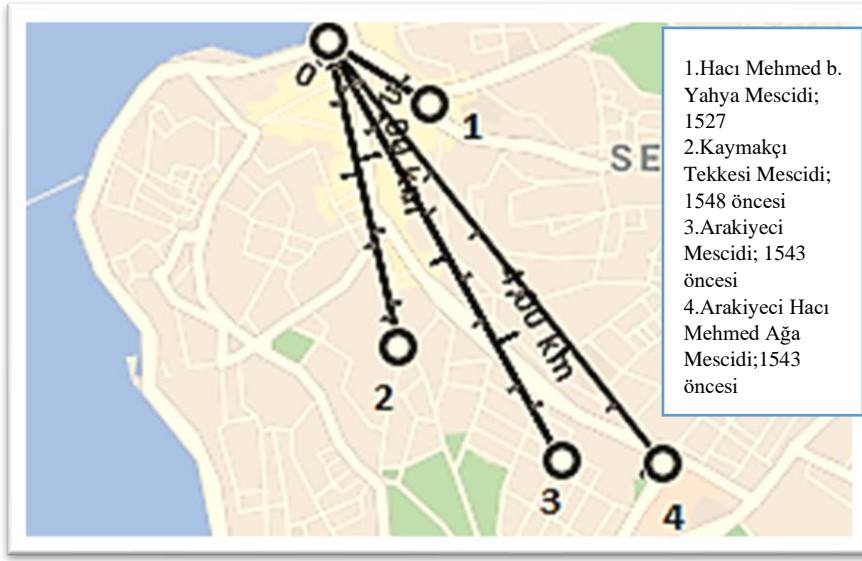 0
1
SE
1,00 km
2
3
4
1.Hacı Mehmed b.
Yahya Mescidi;
1527
2.Kaymakçı
Tekkesi Mescidi;
1548 öncesi
3.Arakiyeci
Mescidi; 1543
öncesi
4.Arakiyeci Hacı
Mehmed Ağa
Mescidi;1543
öncesi